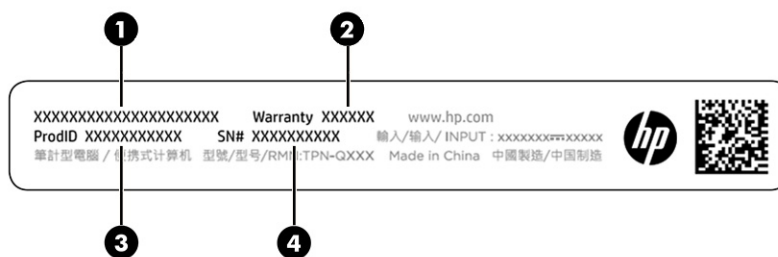 1 2
XXXXXXXXXXXXXXXXXXXXX Warranty XXXXXX www.hp.com
ProdID XXXXXXXXXXX SN# XXXXXXXXXX 輸入/输入/ INPUT : xxxxxxx⎓xxxxx
筆計型電腦 / 便携式计算机 型號/型号/RMN:TPN-QXXX Made in China 中國製造/中国制造
hp
3 4